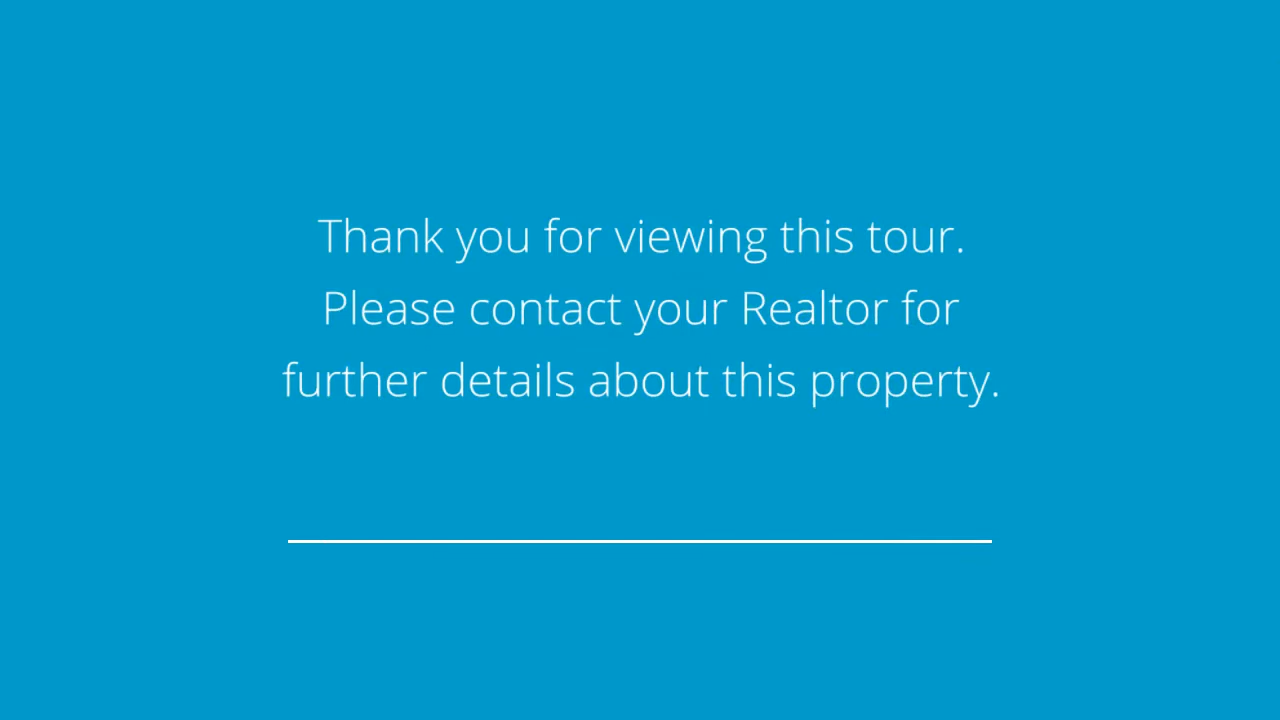 Thank you for viewing this tour.
Please contact your Realtor for
further details about this property.